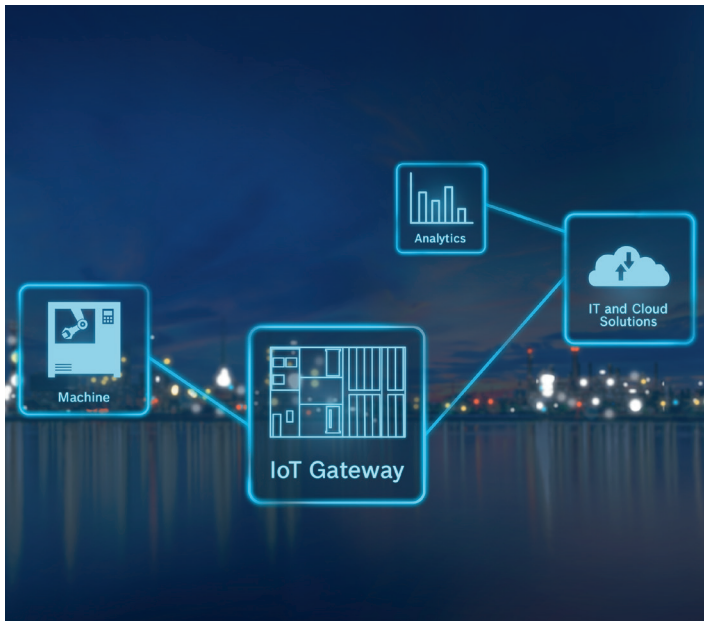 Analytics
IT and Cloud
Solutions
Machine
IoT Gateway